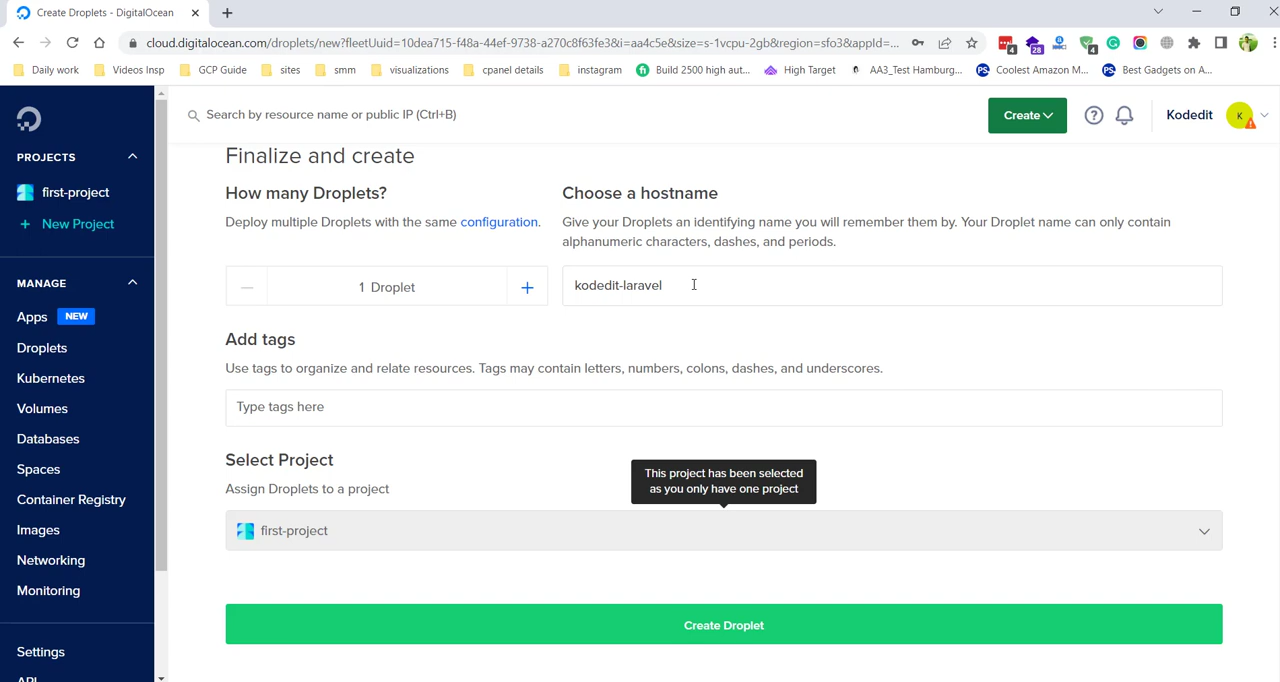 Create Droplets - DigitalOcean
cloud.digitalocean.com/droplets/new?fleetUuid=10dea715-f48a-44ef-9738-a270c8f63fe3&i=aa4c5e&size=s-1vcpu-2gb&region=sfo3&appId=...
4
28
4
Daily work
Videos Insp
GCP Guide
sites
smm
visualizations
cpanel details
instagram
Build 2500 high aut...
High Target
AA3_Test Hamburg...
Coolest Amazon M...
Best Gadgets on A...
Search by resource name or public IP (Ctrl+B)
Create
Kodedit
K
PROJECTS
first-project
+ New Project
MANAGE
Apps NEW
Droplets
Kubernetes
Volumes
Databases
Spaces
Container Registry
Images
Networking
Monitoring
Settings
API
Finalize and create
How many Droplets?
Deploy multiple Droplets with the same configuration.
1 Droplet
Choose a hostname
Give your Droplets an identifying name you will remember them by. Your Droplet name can only contain
alphanumeric characters, dashes, and periods.
kodedit-laravel
Add tags
Use tags to organize and relate resources. Tags may contain letters, numbers, colons, dashes, and underscores.
Type tags here
Select Project
Assign Droplets to a project
This project has been selected
as you only have one project
first-project
Create Droplet